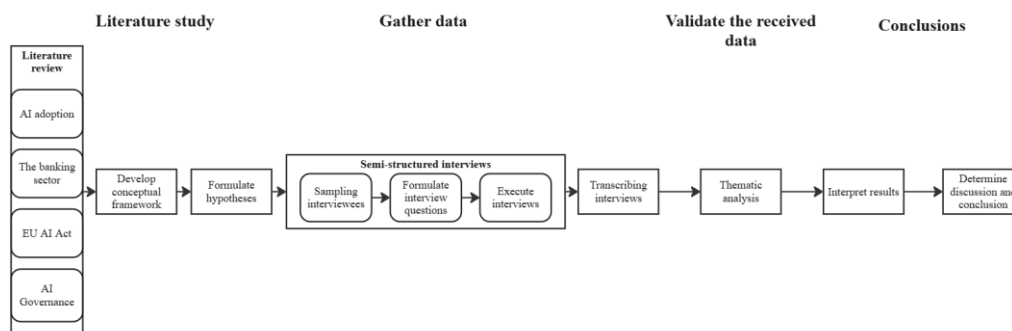 Literature study
Gather data
Validate the received
data
Conclusions
Literature
review
AI adoption
The banking
sector
EU AI Act
AI
Governance
Develop
conceptual
framework
Formulate
hypotheses
Semi-structured interviews
Sampling
interviewees
Formulate
interview
questions
Execute
interviews
Transcribing
interviews
Thematic
analysis
Interpret results
Determine
discussion and
conclusion